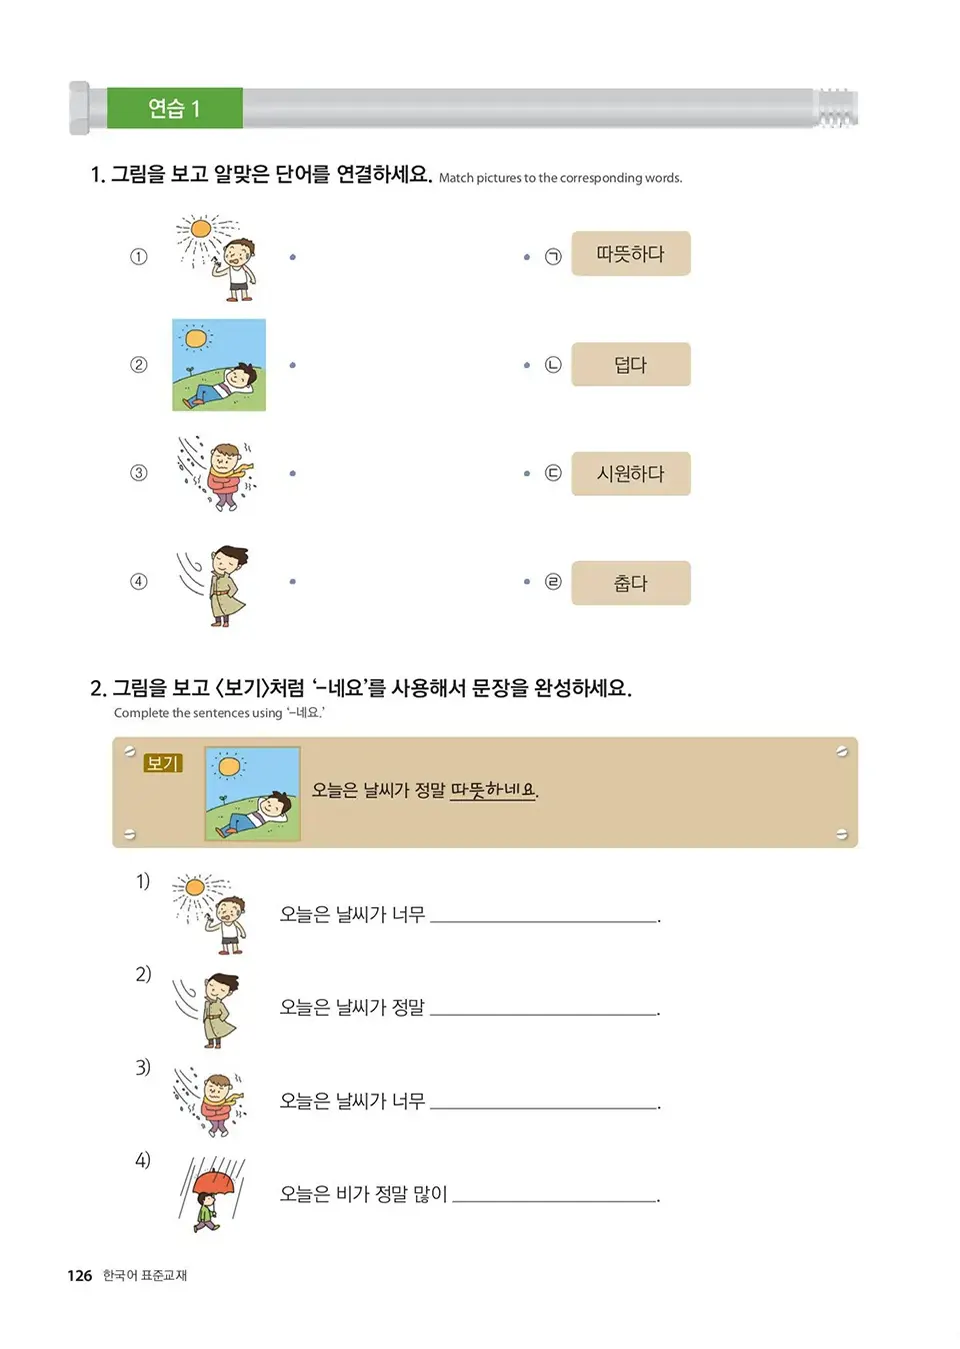 연습 1
1. 그림을 보고 알맞은 단어를 연결하세요. Match pictures to the corresponding words.
① ㉠ 따뜻하다
② ㉡ 덥다
③ ㉢ 시원하다
④ ㉣ 춥다
2. 그림을 보고 〈보기〉처럼 ‘–네요’를 사용해서 문장을 완성하세요.
Complete the sentences using ‘–네요.’
보기
오늘은 날씨가 정말 따뜻하네요.
1)
오늘은 날씨가 너무 ____________________.
2)
오늘은 날씨가 정말 ____________________.
3)
오늘은 날씨가 너무 ____________________.
4)
오늘은 비가 정말 많이 ____________________.
126 한국어 표준교재